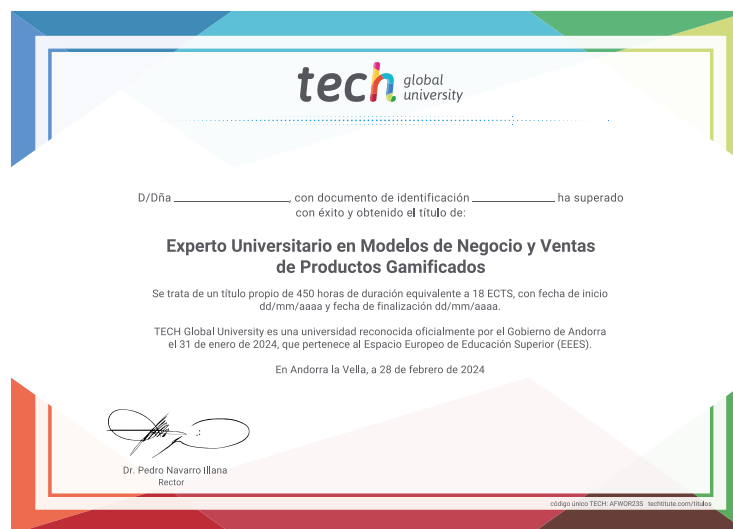 tech global university
D/Dña ____________________, con documento de identificación ______________ ha superado
con éxito y obtenido el título de:
Experto Universitario en Modelos de Negocio y Ventas
de Productos Gamificados
Se trata de un título propio de 450 horas de duración equivalente a 18 ECTS, con fecha de inicio
dd/mm/aaaa y fecha de finalización dd/mm/aaaa.
TECH Global University es una universidad reconocida oficialmente por el Gobierno de Andorra
el 31 de enero de 2024, que pertenece al Espacio Europeo de Educación Superior (EEES).
En Andorra la Vella, a 28 de febrero de 2024
Dr. Pedro Navarro Illana
Rector
código único TECH: AFWOR23S techtitute.com/titulos